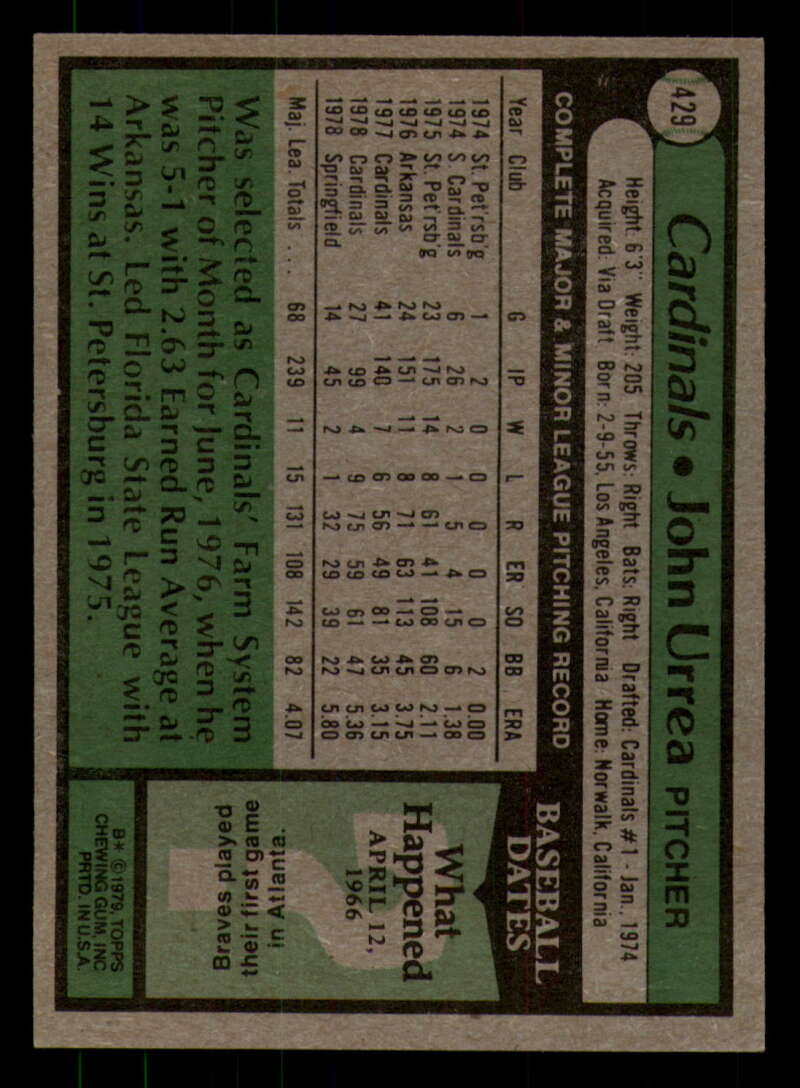 429
Cardinals • John Urrea PITCHER
Height: 6'3" Weight: 205 Throws: Right Bats: Right Drafted: Cardinals #1 - Jan., 1974
Acquired: Via Draft Born: 2-9-55, Los Angeles, California Home: Norwalk, California
COMPLETE MAJOR & MINOR LEAGUE PITCHING RECORD
Year Club G IP W L R ER SO BB ERA
1974 St. Pet'rsb'g 1 2 0 0 0 0 0 2 0.00
1974 S Cardinals 6 26 2 1 5 4 15 6 1.38
1975 St. Pet'rsb'g 23 175 14 8 61 41 108 60 2.11
1976 Arkansas 24 151 11 8 71 63 113 45 3.75
1977 Cardinals 41 140 7 6 56 49 81 35 3.15
1978 Cardinals 27 99 4 9 75 59 61 47 5.36
1978 Springfield 14 45 2 1 32 29 39 22 5.80
Maj. Lea. Totals . . . 68 239 11 15 131 108 142 82 4.07
Was selected as Cardinals' Farm System
Pitcher of Month for June, 1976, when he
was 5-1 with 2.63 Earned Run Average at
Arkansas. Led Florida State League with
14 Wins at St. Petersburg in 1975.
BASEBALL
DATES
What
Happened
APRIL 12,
1966
Braves played
their first game
in Atlanta.
B* © 1979, TOPPS
CHEWING GUM, INC
PRTD. IN U.S.A.